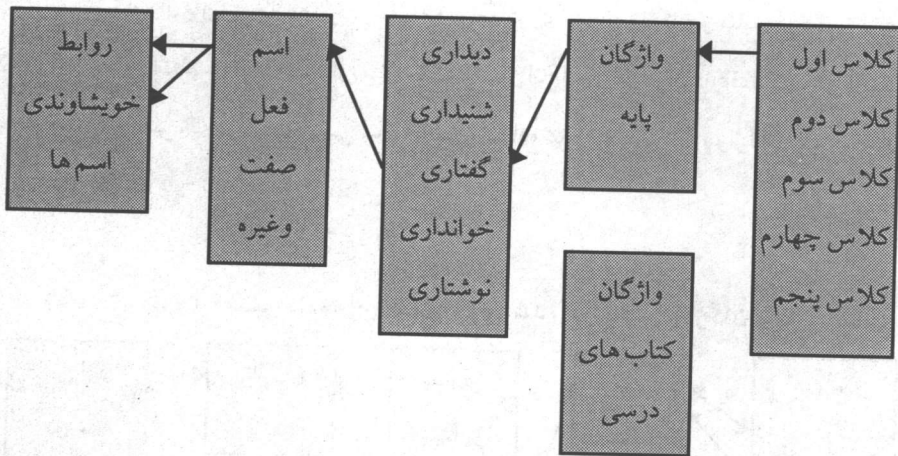 کلاس اول
کلاس دوم
کلاس سوم
کلاس چهارم
کلاس پنجم
واژگان
پایه
واژگان
کتاب های
درسی
دیداری
شنیداری
گفتاری
خوانداری
نوشتاری
اسم
فعل
صفت
وغیره
روابط
خویشاوندی
اسم ها